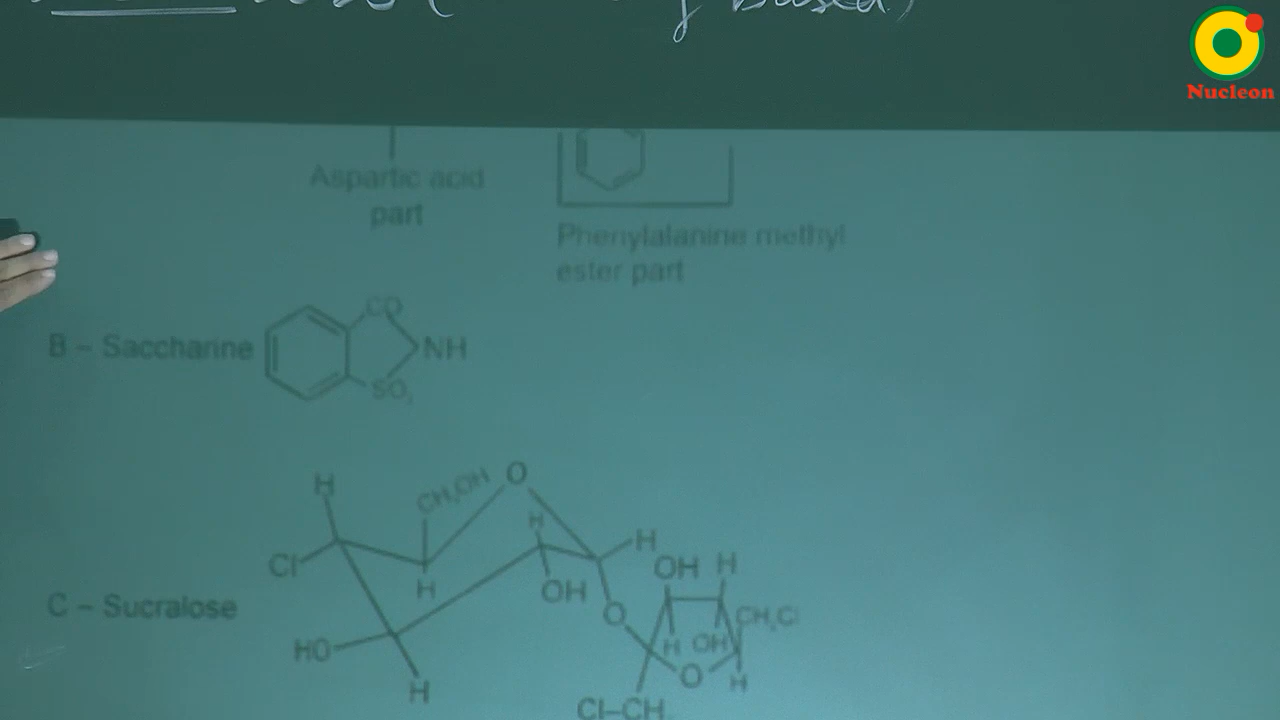 Based)
Nucleon
Aspartic acid
part
Phenylalanine methyl
ester part
B – Saccharine
CO
NH
SO₂
C – Sucralose
H
CH₂OH
O
H
H
Cl
H
OH
OH
H
O
CH₂Cl
HO
H
OH
O
H
H
Cl–CH